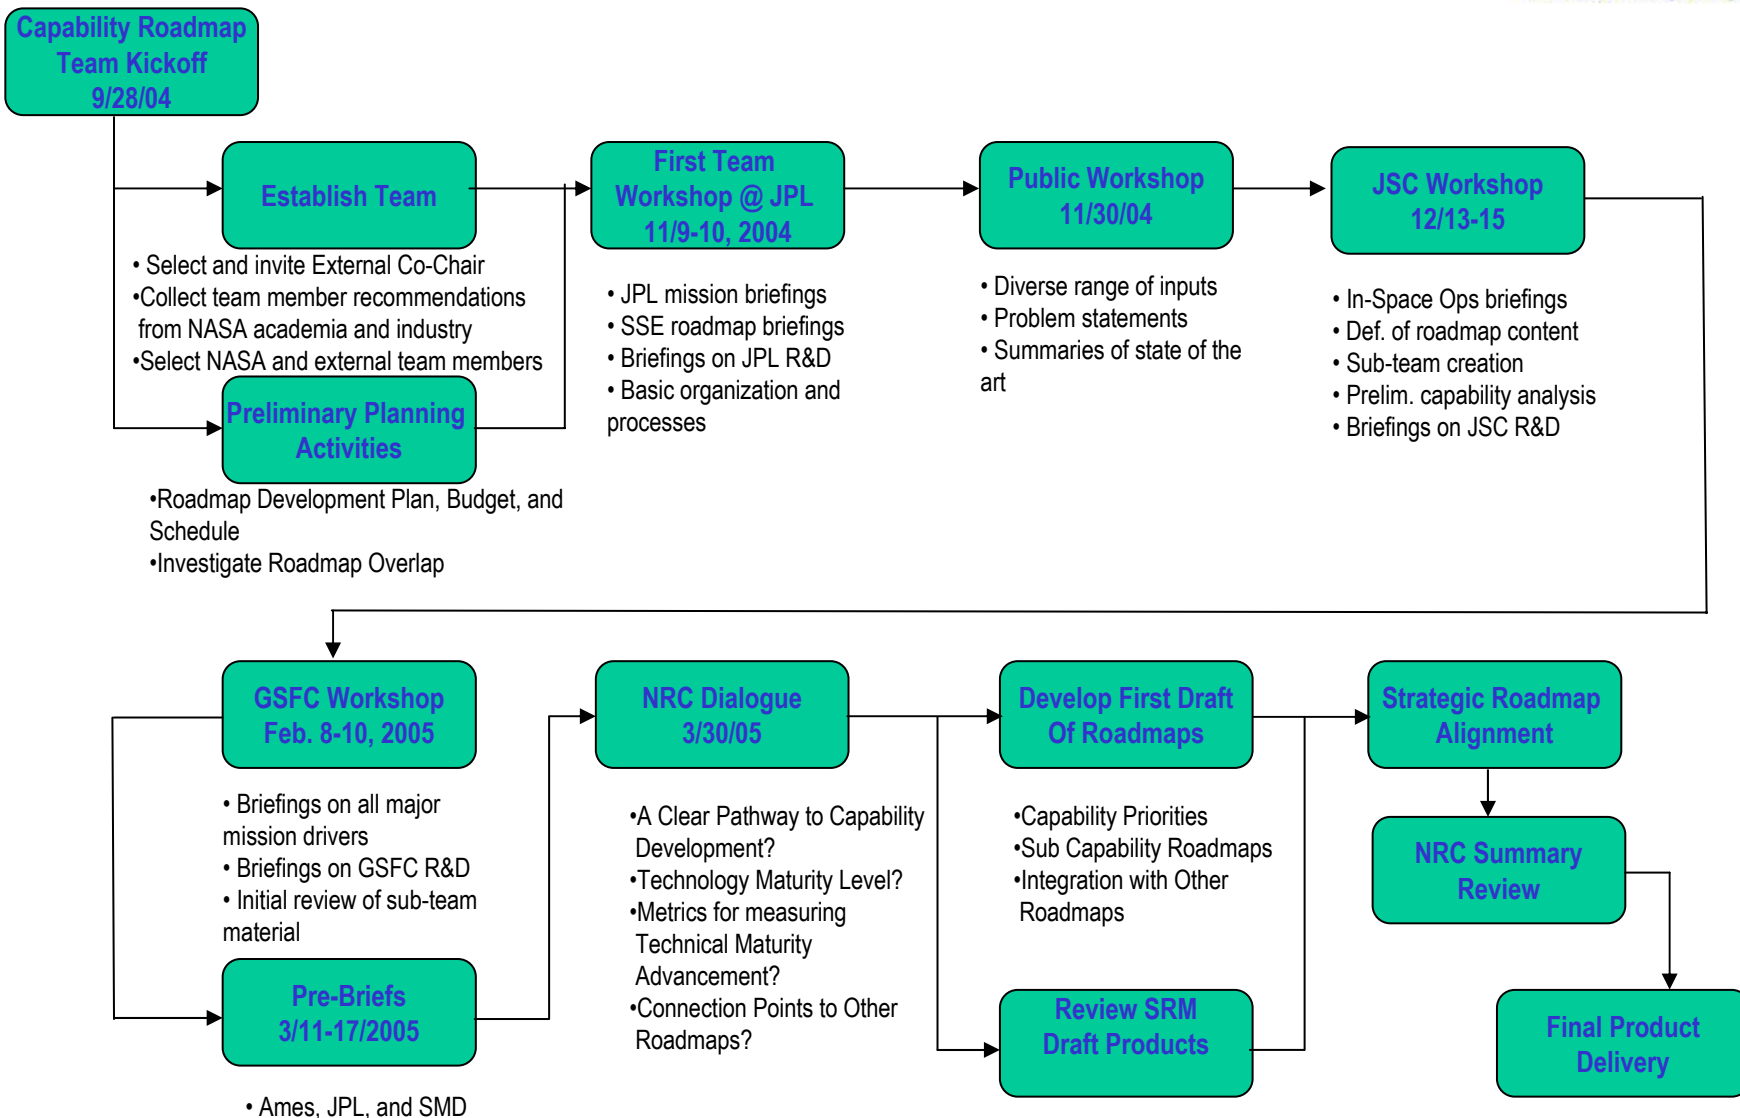 Capability Roadmap
Team Kickoff
9/28/04
Establish Team
• Select and invite External Co-Chair
•Collect team member recommendations
from NASA academia and industry
•Select NASA and external team members
Preliminary Planning
Activities
•Roadmap Development Plan, Budget, and
Schedule
•Investigate Roadmap Overlap
First Team
Workshop @ JPL
11/9-10, 2004
• JPL mission briefings
• SSE roadmap briefings
• Briefings on JPL R&D
• Basic organization and
processes
Public Workshop
11/30/04
• Diverse range of inputs
• Problem statements
• Summaries of state of the
art
JSC Workshop
12/13-15
• In-Space Ops briefings
• Def. of roadmap content
• Sub-team creation
• Prelim. capability analysis
• Briefings on JSC R&D
GSFC Workshop
Feb. 8-10, 2005
• Briefings on all major
mission drivers
• Briefings on GSFC R&D
• Initial review of sub-team
material
Pre-Briefs
3/11-17/2005
• Ames, JPL, and SMD
NRC Dialogue
3/30/05
•A Clear Pathway to Capability
Development?
•Technology Maturity Level?
•Metrics for measuring
Technical Maturity
Advancement?
•Connection Points to Other
Roadmaps?
Develop First Draft
Of Roadmaps
•Capability Priorities
•Sub Capability Roadmaps
•Integration with Other
Roadmaps
Review SRM
Draft Products
Strategic Roadmap
Alignment
NRC Summary
Review
Final Product
Delivery